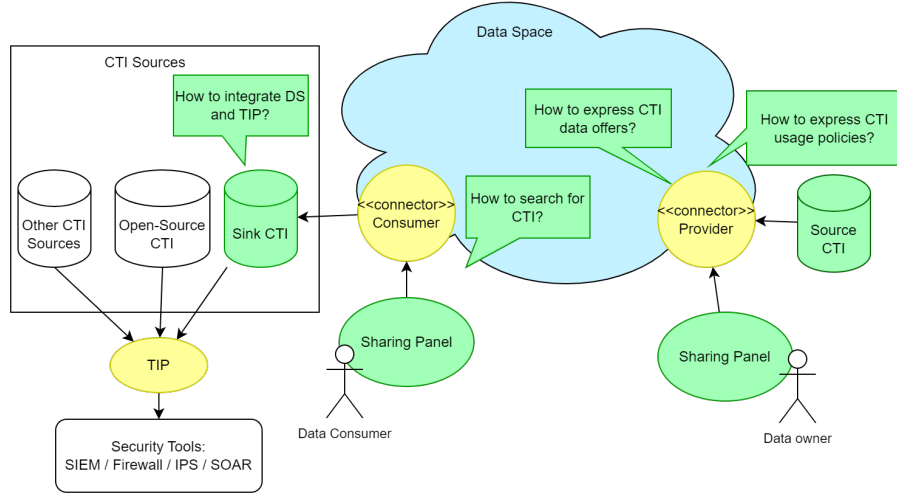 Data Space
CTI Sources
How to integrate DS
and TIP?
How to express CTI
data offers?
How to express CTI
usage policies?
Other CTI
Sources
Open-Source
CTI
Sink CTI
<<connector>>
Consumer
How to search for
CTI?
<<connector>>
Provider
Source
CTI
Sharing Panel
Sharing Panel
TIP
Data Consumer
Data owner
Security Tools:
SIEM / Firewall / IPS / SOAR